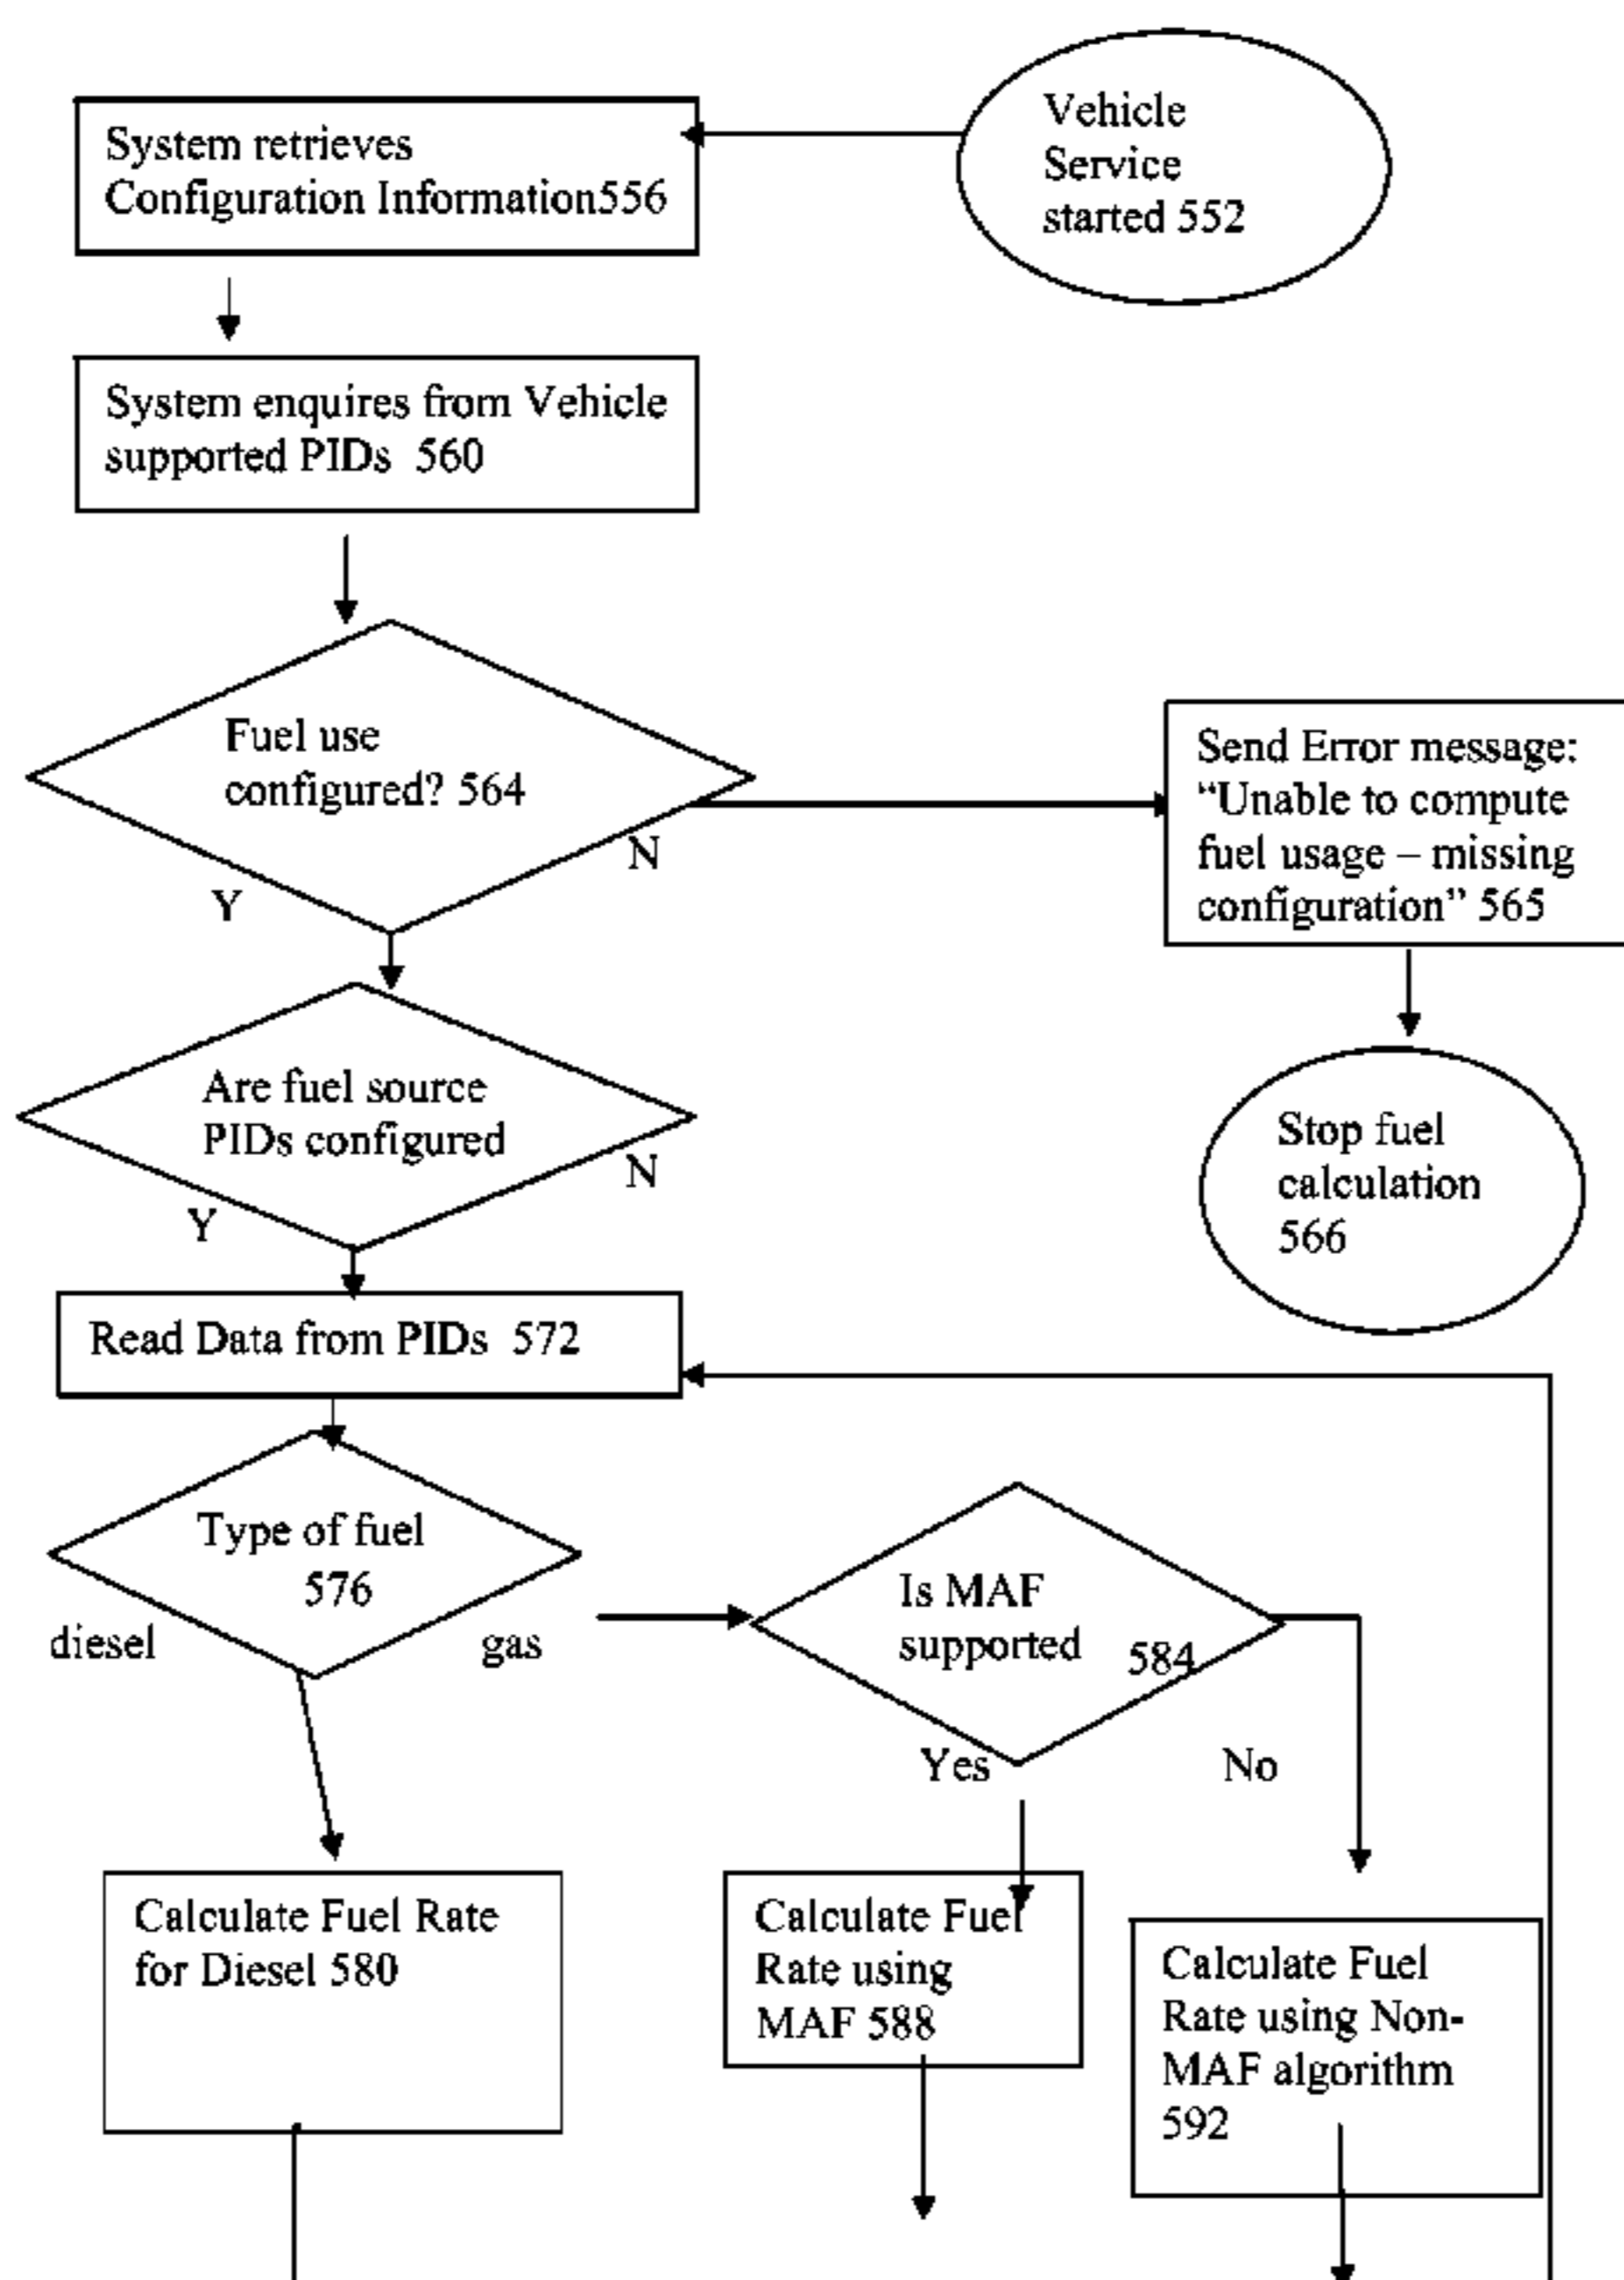 Vehicle
Service
started 552
System retrieves
Configuration Information556
System enquires from Vehicle
supported PIDs 560
Fuel use
configured? 564
N
Y
Send Error message:
“Unable to compute
fuel usage – missing
configuration” 565
Are fuel source
PIDs configured
N
Y
Stop fuel
calculation
566
Read Data from PIDs 572
Type of fuel
576
diesel
gas
Is MAF
supported 584
Yes
No
Calculate Fuel Rate
for Diesel 580
Calculate Fuel
Rate using
MAF 588
Calculate Fuel
Rate using Non-
MAF algorithm
592